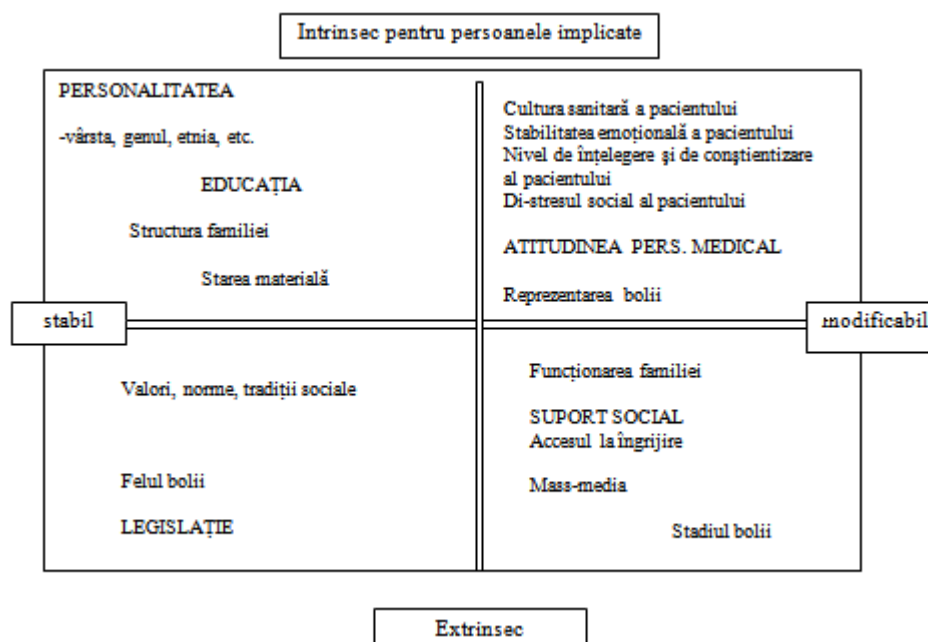 Intrinsec pentru persoanele implicate
PERSONALITATEA
-vârsta, genul, etnia, etc.
EDUCAȚIA
Structura familiei
Starea materială
Cultura sanitară a pacientului
Stabilitatea emoțională a pacientului
Nivel de înțelegere și de conștientizare
al pacientului
Di-stresul social al pacientului
ATITUDINEA PERS. MEDICAL
Reprezentarea bolii
stabil
modificabil
Valori, norme, tradiții sociale
Felul bolii
LEGISLAȚIE
Funcționarea familiei
SUPORT SOCIAL
Accesul la îngrijire
Mass-media
Stadiul bolii
Extrinsec